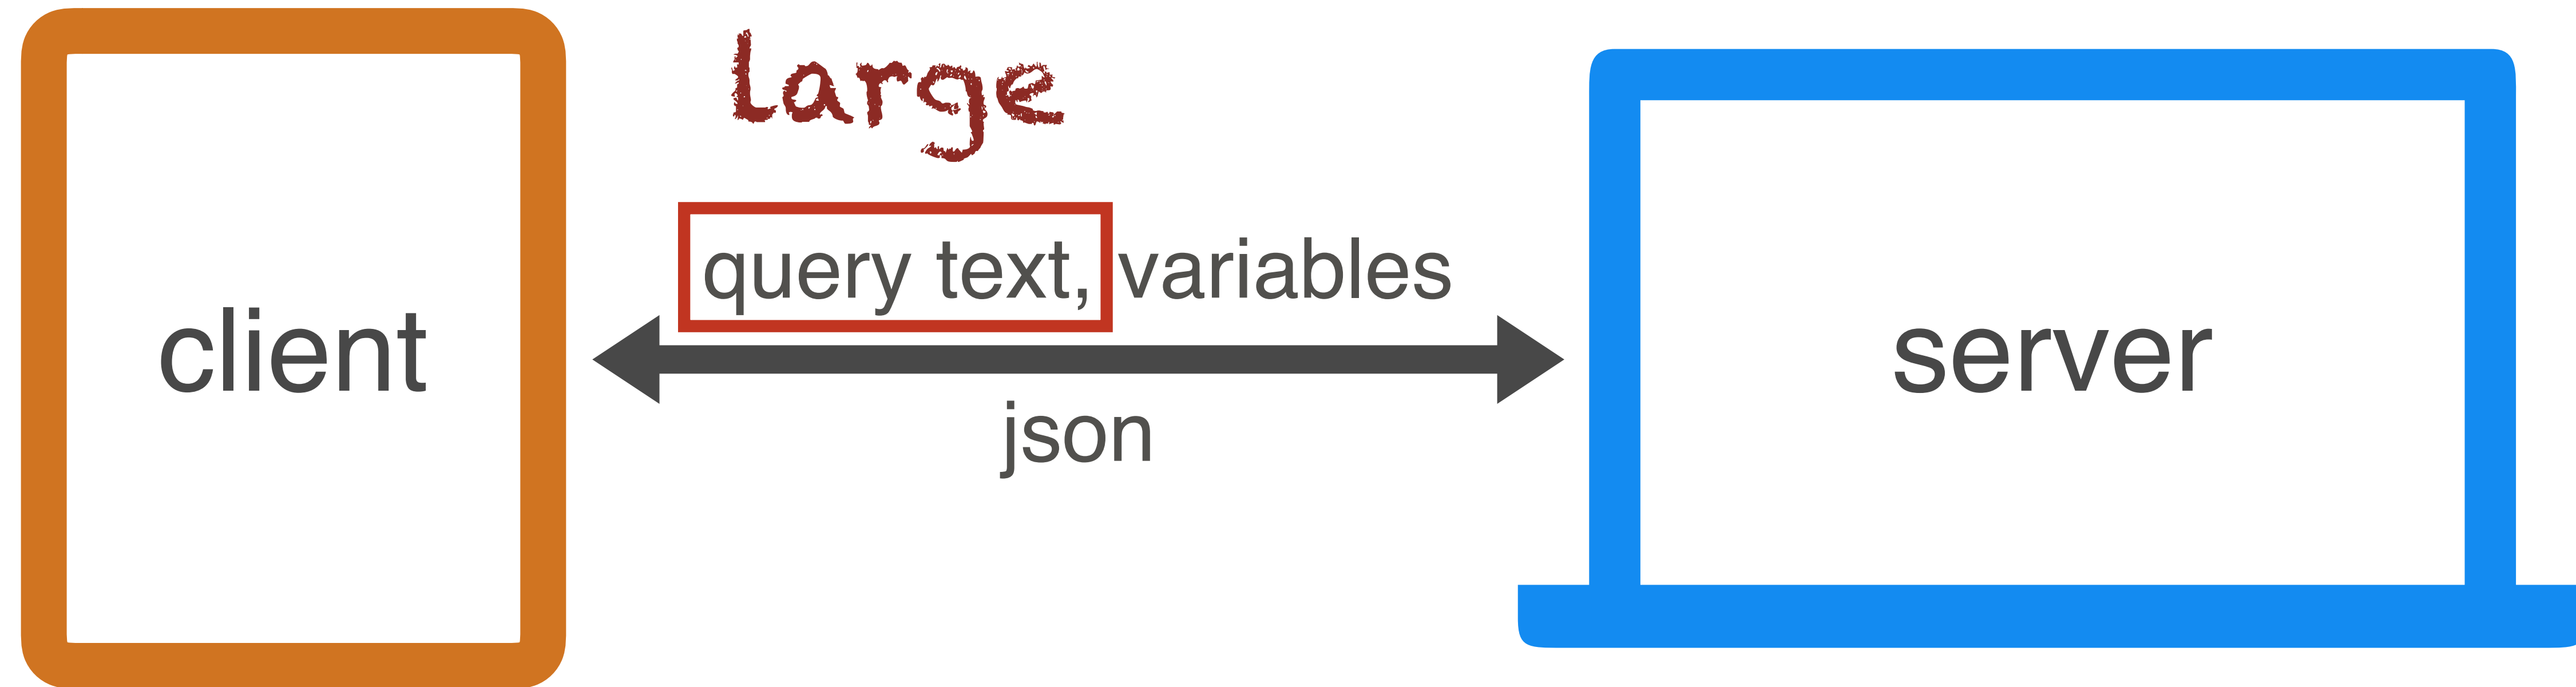 Large
query text, variables
client
server
json